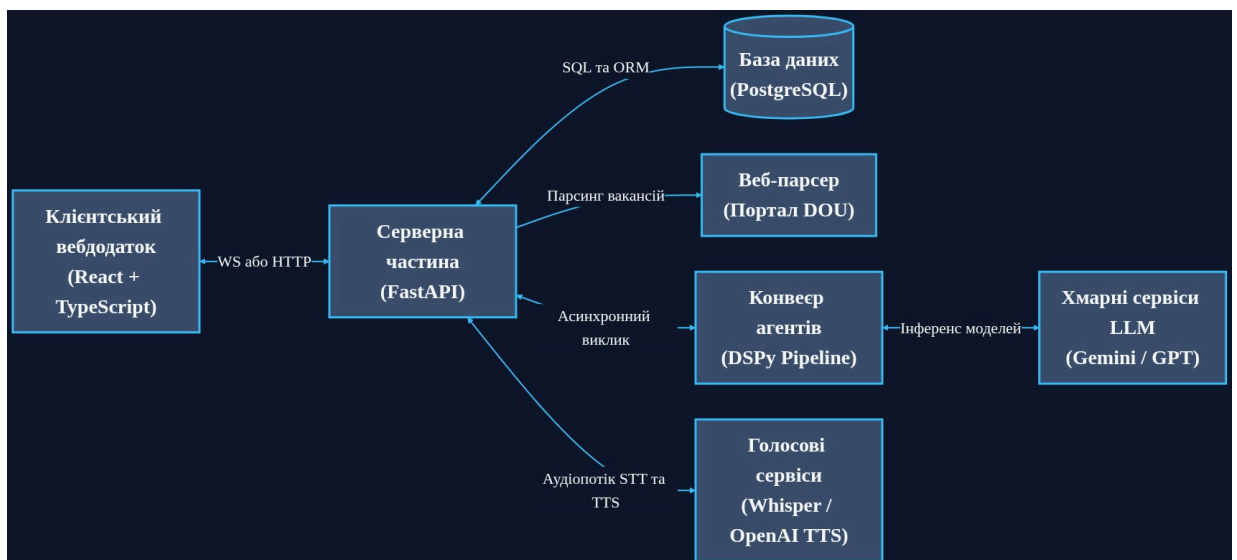 База даних
(PostgreSQL)
SQL та ORM
Веб-парсер
(Портал DOU)
Парсинг вакансій
Клієнтський
вебдодаток
(React +
TypeScript)
WS або HTTP
Серверна
частина
(FastAPI)
Асинхронний
виклик
Конвеєр
агентів
(DSPy Pipeline)
Інференс моделей
Хмарні сервіси
LLM
(Gemini / GPT)
Аудіопотік STT та
TTS
Голосові
сервіси
(Whisper /
OpenAI TTS)